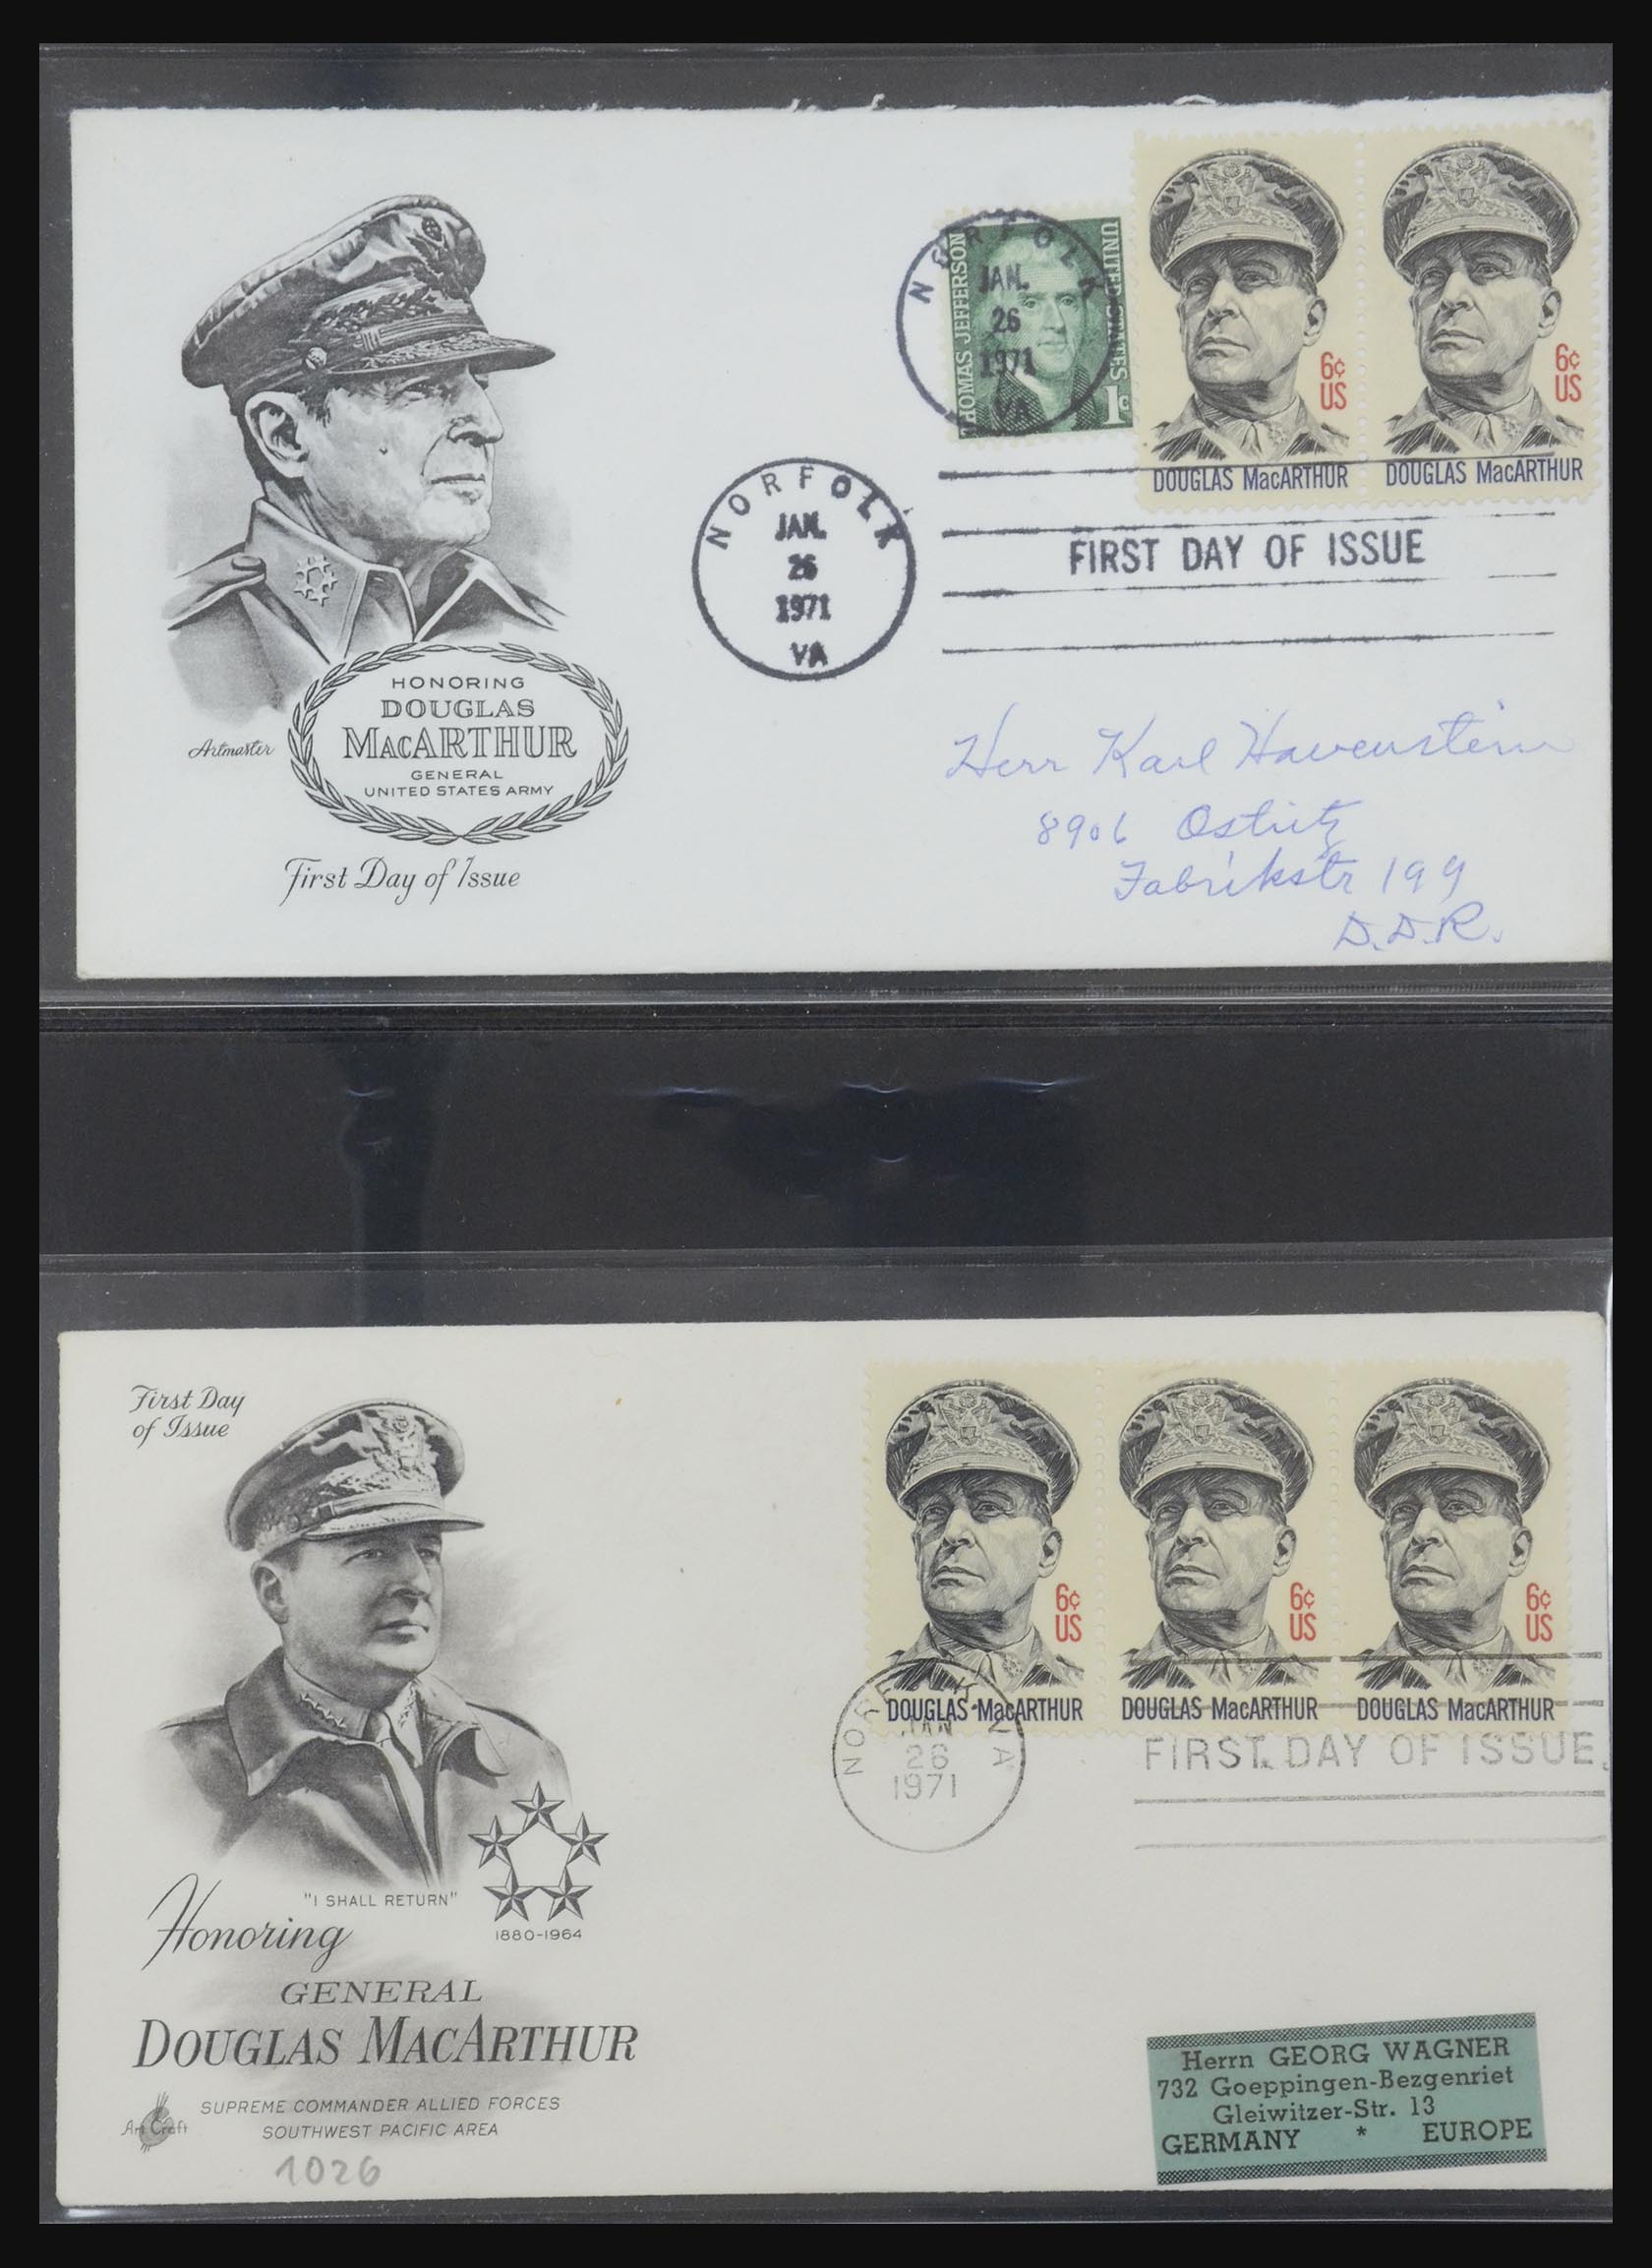 NORFOLK
JAN.
26
1971
VA
THOMAS JEFFERSON
UNITED STATES
1c
6¢
US
DOUGLAS MacARTHUR
6¢
US
DOUGLAS MacARTHUR
NORFOLK
JAN.
26
1971
VA
FIRST DAY OF ISSUE
HONORING
DOUGLAS
MACARTHUR
GENERAL
UNITED STATES ARMY
Artmaster
First Day of Issue
Herr Karl Havenstein
8906 Ostritz
Fabrikstr 199
D.D.R.
First Day
of Issue
6¢
US
DOUGLAS MacARTHUR
6¢
US
DOUGLAS MacARTHUR
6¢
US
DOUGLAS MacARTHUR
NORFOLK VA
JAN
26
1971
FIRST DAY OF ISSUE
"I SHALL RETURN"
1880-1964
Honoring
GENERAL
DOUGLAS MACARTHUR
SUPREME COMMANDER ALLIED FORCES
SOUTHWEST PACIFIC AREA
Art Craft
1026
Herrn GEORG WAGNER
732 Goeppingen-Bezgenriet
Gleiwitzer-Str. 13
GERMANY * EUROPE